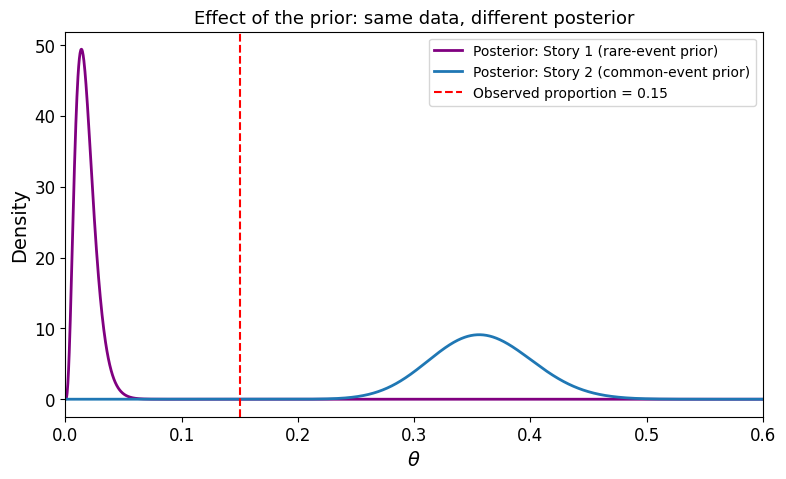 Effect of the prior: same data, different posterior
Posterior: Story 1 (rare-event prior)
Posterior: Story 2 (common-event prior)
Observed proportion = 0.15
Density
50
40
30
20
10
0
0.0 0.1 0.2 0.3 0.4 0.5 0.6
θ